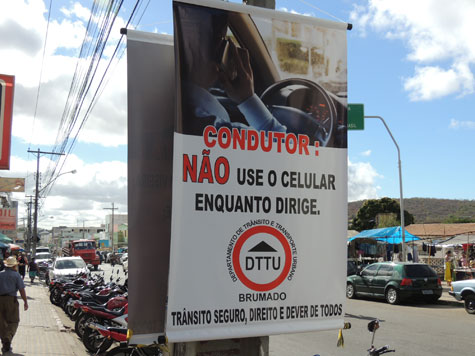 CONDUTOR:
NÃO USE O CELULAR
ENQUANTO DIRIGE.
DEPARTAMENTO DE TRÂNSITO E TRANSPORTE URBANO
DTTU
BRUMADO
TRÂNSITO SEGURO, DIREITO E DEVER DE TODOS